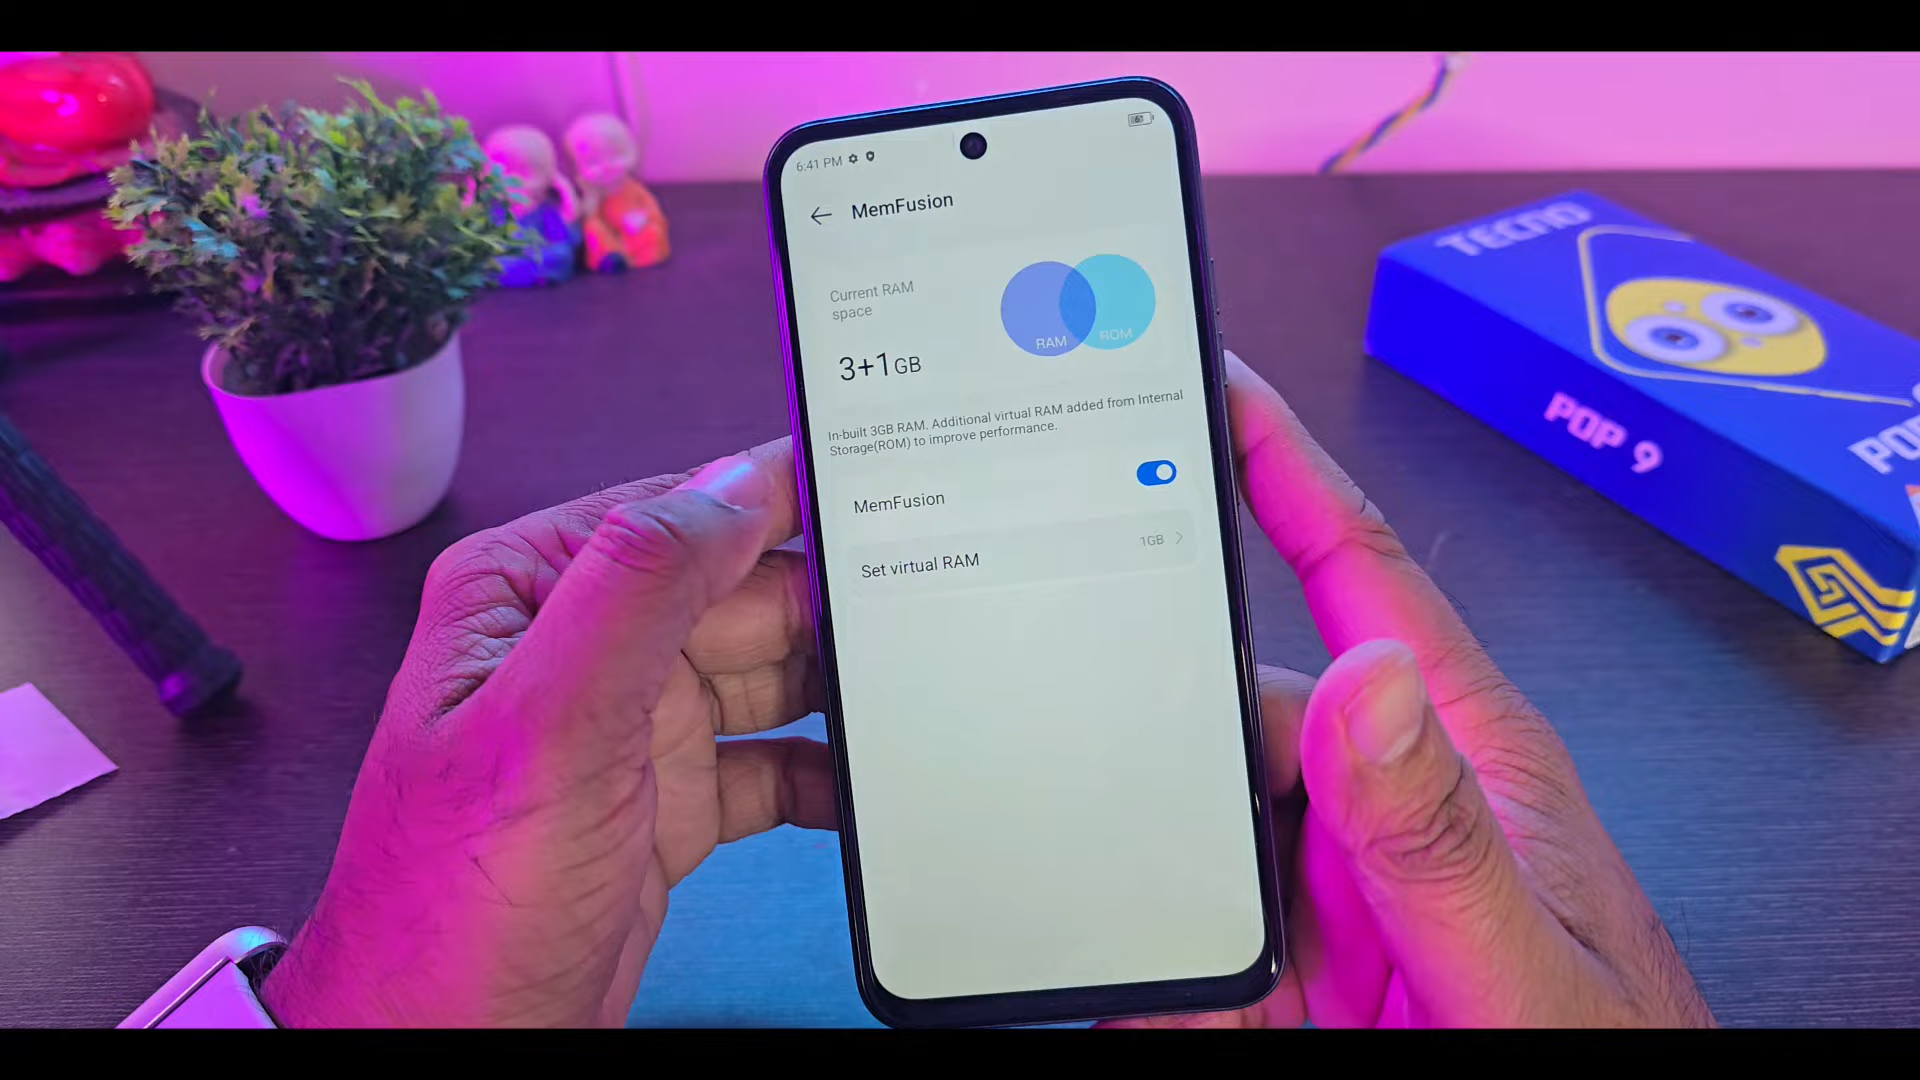 6:41 PM
61
MemFusion
Current RAM
space
3+1GB
RAM
ROM
In-built 3GB RAM. Additional virtual RAM added from Internal
Storage(ROM) to improve performance.
MemFusion
Set virtual RAM
1GB
TECNO
POP 9